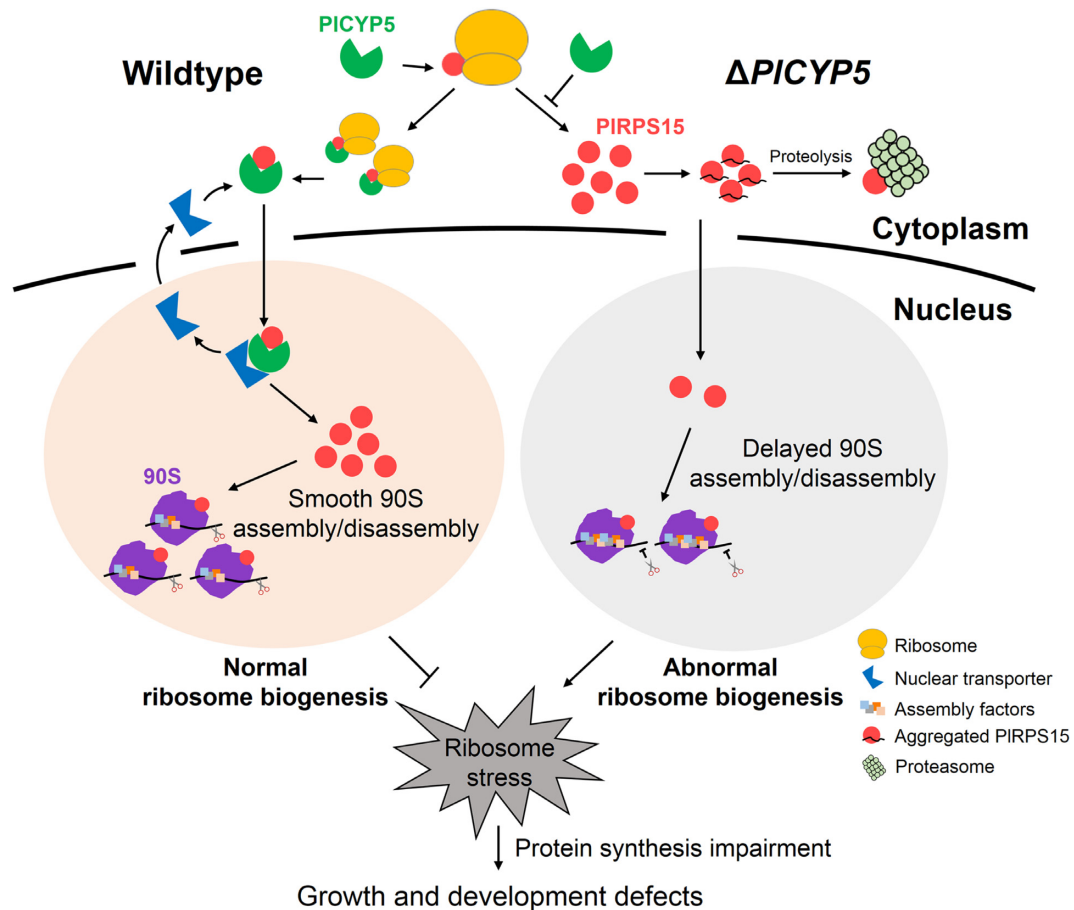 PlCYP5
Wildtype
ΔPlCYP5
PlRPS15
Proteolysis
Cytoplasm
Nucleus
90S
Smooth 90S
assembly/disassembly
Delayed 90S
assembly/disassembly
Normal
ribosome biogenesis
Abnormal
ribosome biogenesis
Ribosome
Nuclear transporter
Assembly factors
Aggregated PlRPS15
Proteasome
Ribosome
stress
Protein synthesis impairment
Growth and development defects